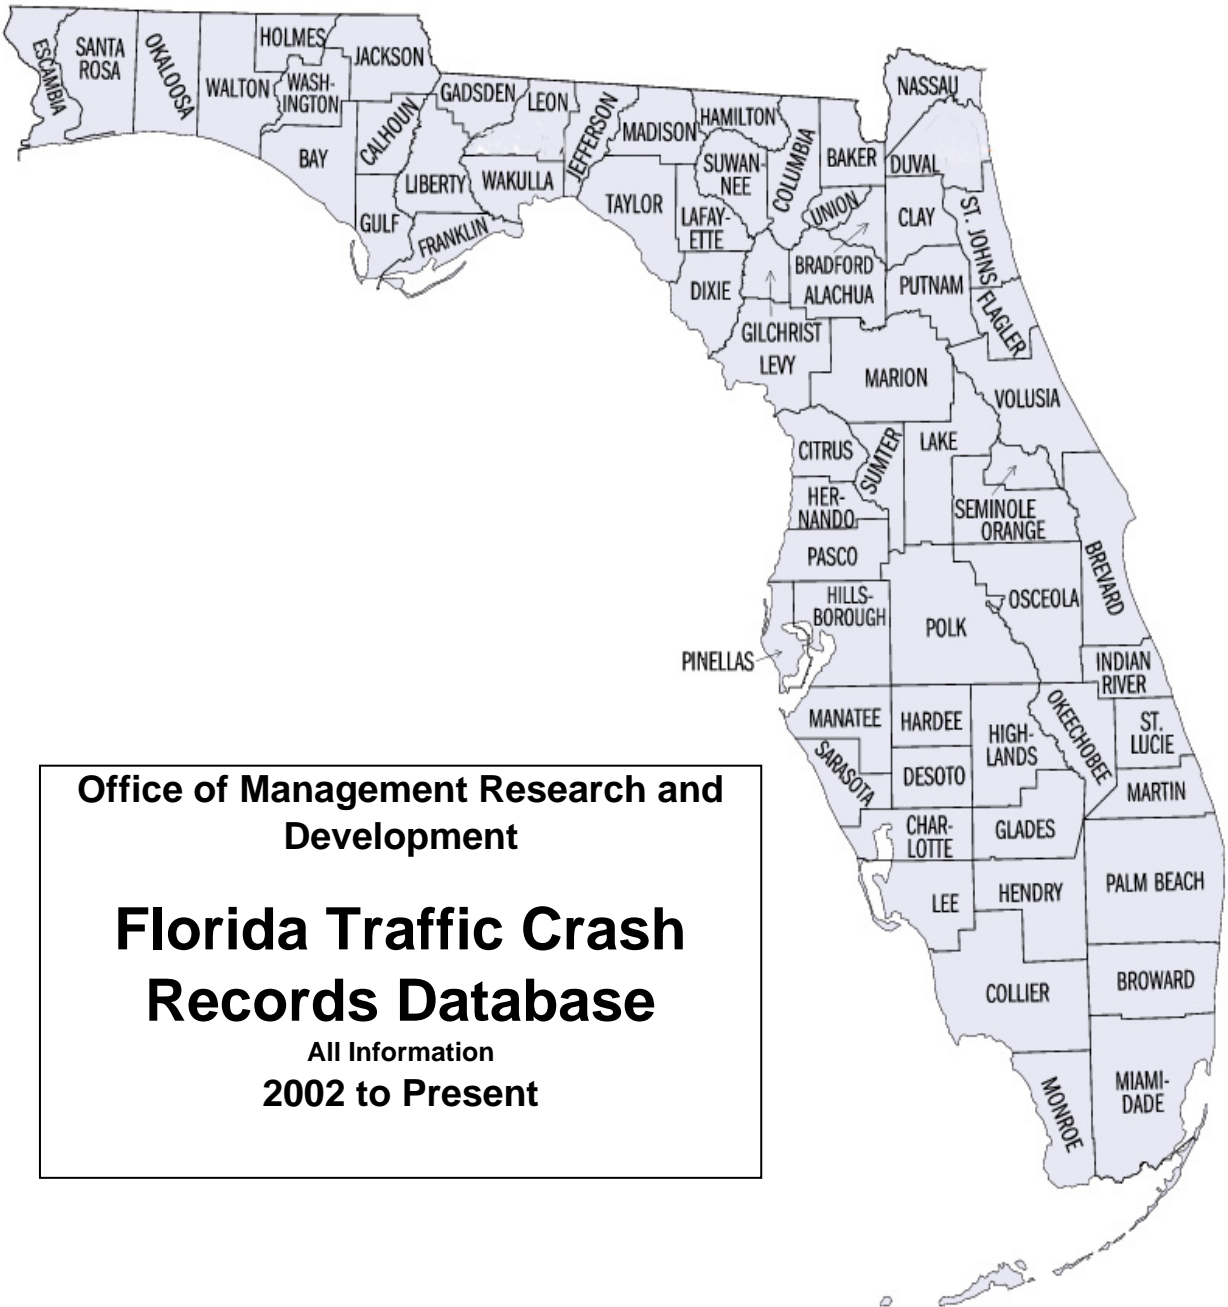 ESCAMBIA
SANTA
ROSA
OKALOOSA
WALTON
HOLMES
WASH-
INGTON
JACKSON
BAY
CALHOUN
GULF
GADSDEN
LIBERTY
FRANKLIN
LEON
WAKULLA
JEFFERSON
MADISON
TAYLOR
HAMILTON
SUWAN-
NEE
LAFAY-
ETTE
DIXIE
COLUMBIA
BAKER
NASSAU
DUVAL
UNION
CLAY
ST. JOHNS
BRADFORD
ALACHUA
PUTNAM
FLAGLER
GILCHRIST
LEVY
MARION
VOLUSIA
CITRUS
SUMTER
LAKE
HER-
NANDO
SEMINOLE
ORANGE
PASCO
BREVARD
HILLS-
BOROUGH
POLK
OSCEOLA
PINELLAS
INDIAN
RIVER
MANATEE
HARDEE
HIGH-
LANDS
OKEECHOBEE
ST.
LUCIE
SARASOTA
DESOTO
MARTIN
CHAR-
LOTTE
GLADES
LEE
HENDRY
PALM BEACH
COLLIER
BROWARD
MONROE
MIAMI-
DADE
Office of Management Research and
Development
Florida Traffic Crash
Records Database
All Information
2002 to Present